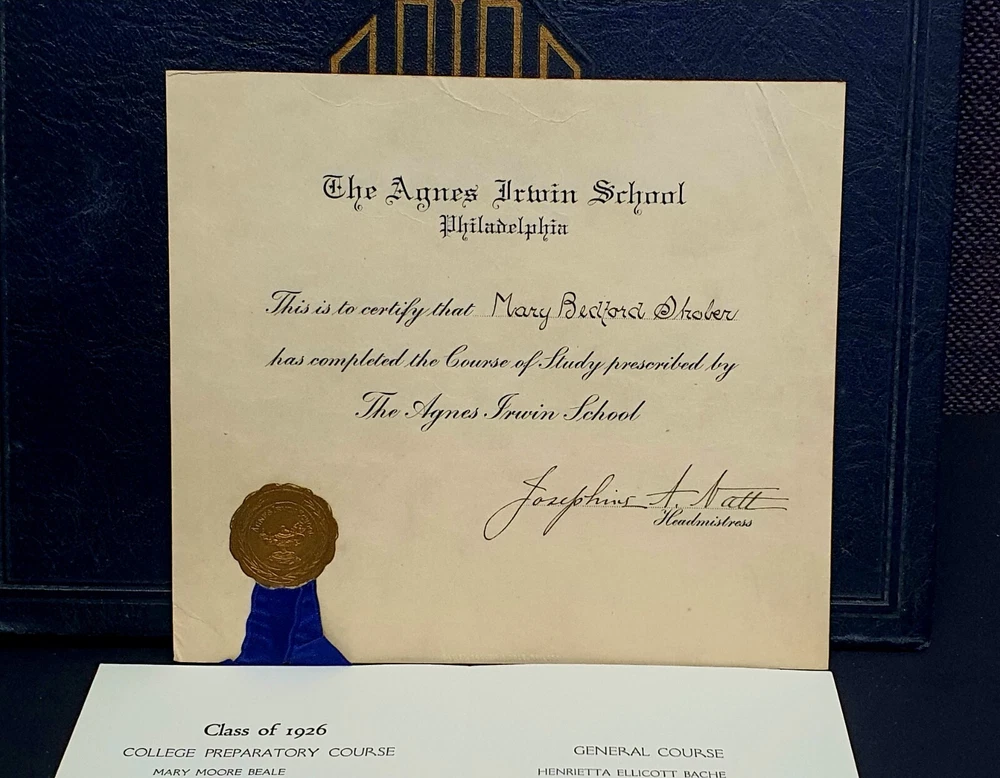 The Agnes Irwin School
Philadelphia
This is to certify that Mary Bedford Strober
has completed the Course of Study prescribed by
The Agnes Irwin School
Josephine A. Natt
Headmistress
Class of 1926
COLLEGE PREPARATORY COURSE
MARY MOORE BEALE
GENERAL COURSE
HENRIETTA ELLICOTT BACHE